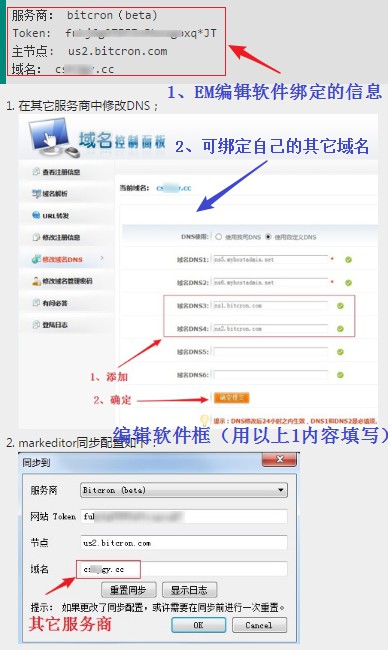 服务商： bitcron（beta）
Token:
主节点： us2.bitcron.com
域名： cs .cc
1、EM编辑软件绑定的信息
1. 在其它服务商中修改DNS；
域名控制面板
2、可绑定自己的其它域名
查看注册信息
域名解析
URL转发
修改注册信息
修改域名DNS
修改域名管理密码
有问必答
登陆日志
当前域名： cs .cc
DNS使用： 使用我司DNS 使用自定义DNS
域名DNS1： ns5.myhostadmin.net *
域名DNS2： ns6.myhostadmin.net *
域名DNS3： ns1.bitcron.com
域名DNS4： ns2.bitcron.com
域名DNS5：
域名DNS6：
1、添加
2、确定
确定提交
提示：DNS修改后24小时之内生效，DNS1和DNS2是必填项。
编辑软件框（用以上1内容填写）
2. markeditor同步配置如下：
同步到
服务商 Bitcron (beta)
网站 Token
节点 us2.bitcron.com
域名 cs gy.cc
重置同步 显示日志
提示： 如果更改了同步配置，或许需要在同步前进行一次重置。
其它服务商
OK Cancel